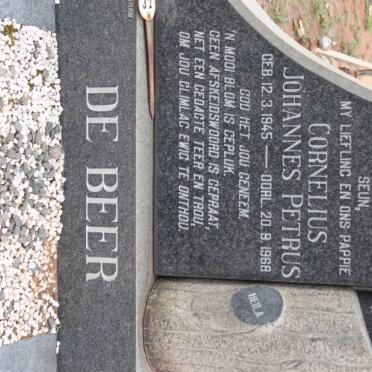 SEUN,
MY LIEFLING EN ONS PAPPIE
CORNELIUS
JOHANNES PETRUS
GEB. 12.3.1945 — OORL. 20.9.1968
GOD HET JOU GENEEM.
'N MOOI BLOM IS GEPLUK.
GEEN AFSKEIDSWOORD IS GEPRAAT,
NET EEN GEDAGTE TEER EN TROU,
OM JOU GLIMLAG EWIG TE ONTHOU.
DE BEER
HEILA